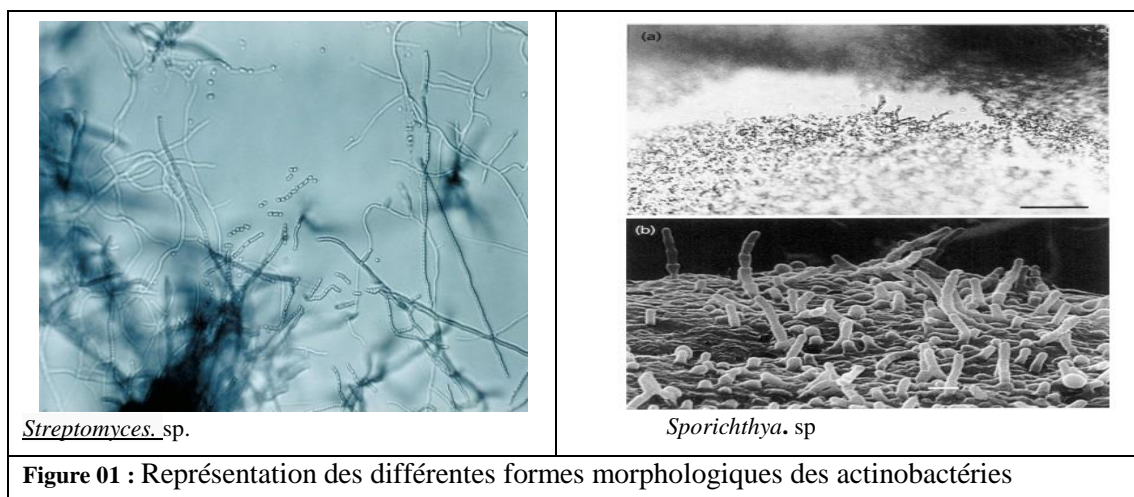 (a)
(b)
Streptomyces. sp.
Sporichthya. sp
Figure 01 : Représentation des différentes formes morphologiques des actinobactéries